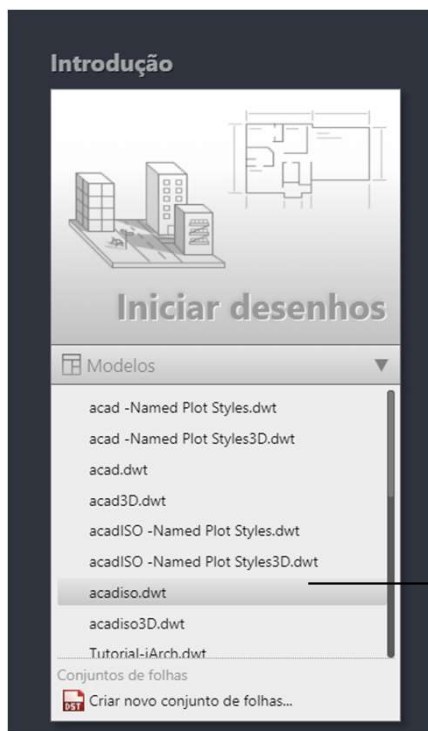 Introdução
Iniciar desenhos
Modelos
acad -Named Plot Styles.dwt
acad -Named Plot Styles3D.dwt
acad.dwt
acad3D.dwt
acadISO -Named Plot Styles.dwt
acadISO -Named Plot Styles3D.dwt
acadiso.dwt
acadiso3D.dwt
Tutorial-iArch.dwt
Conjuntos de folhas
DST Criar novo conjunto de folhas...